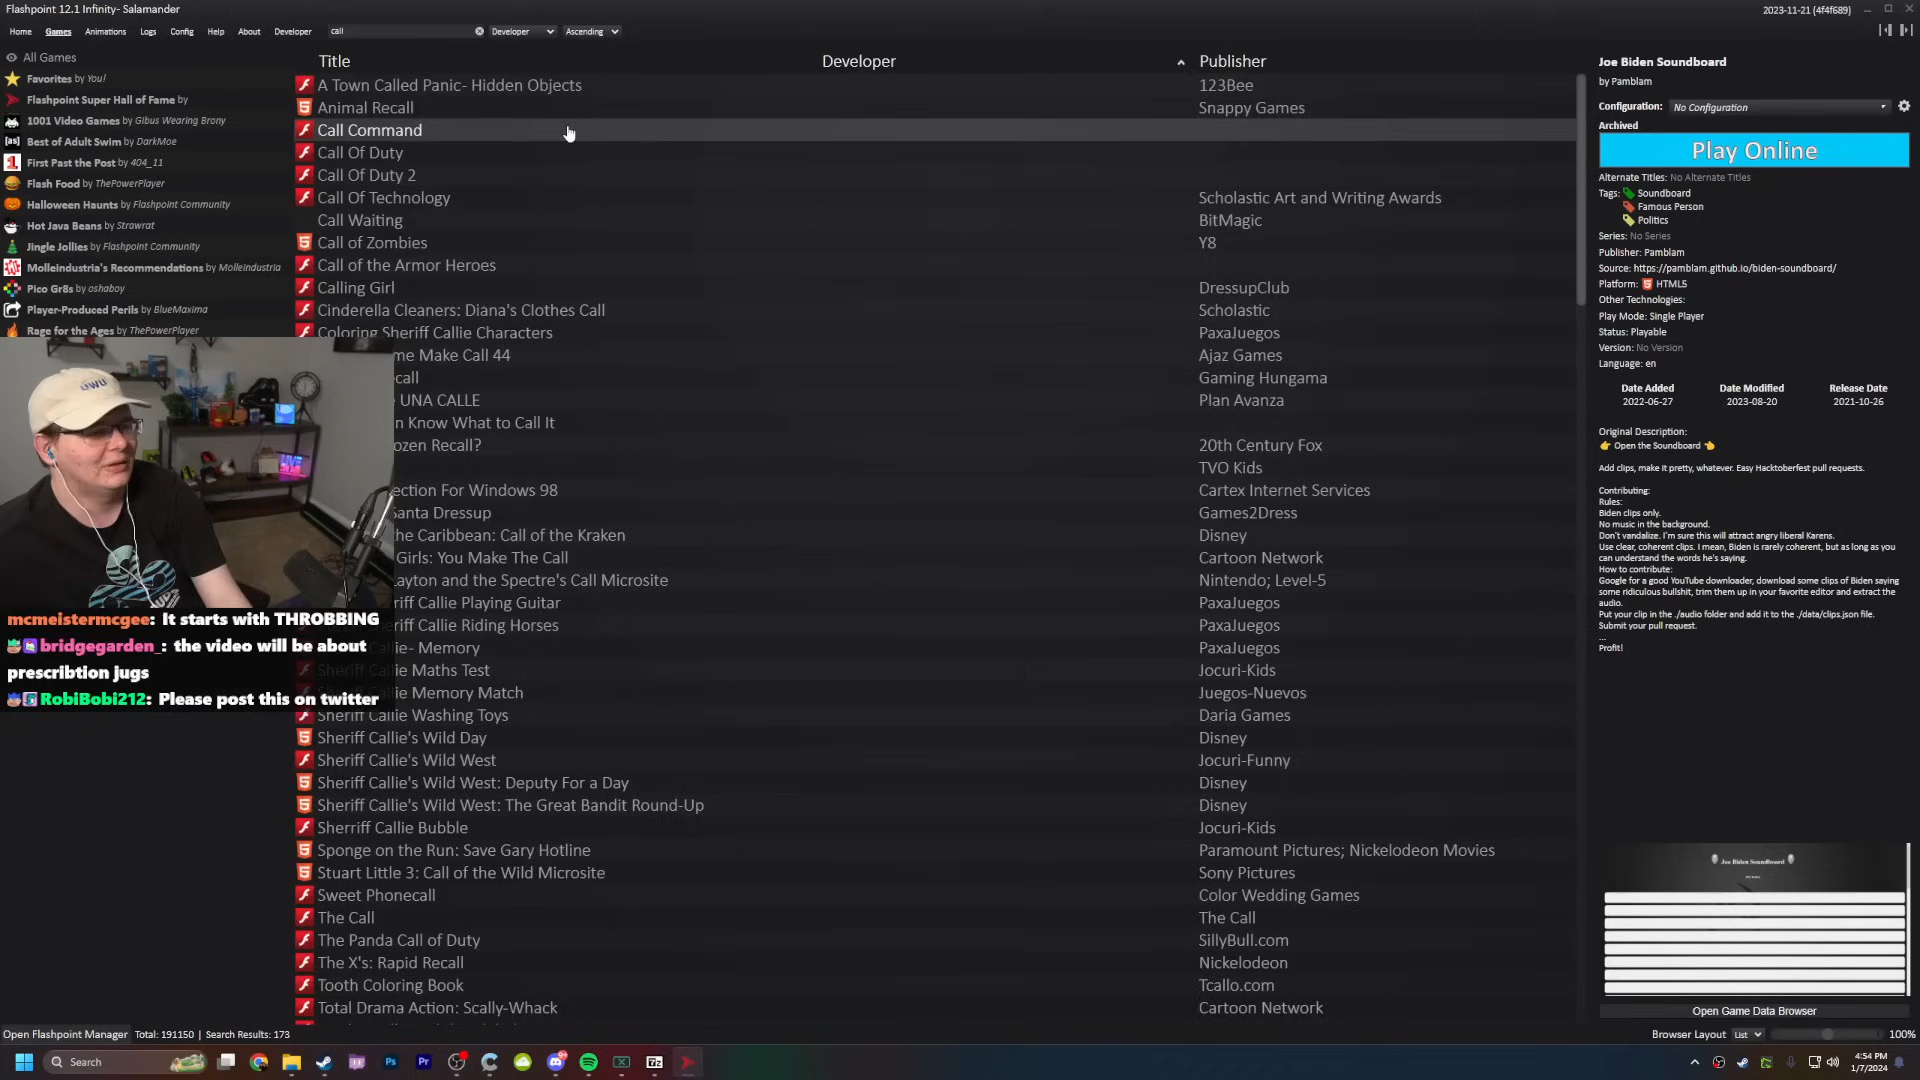 Flashpoint 12.1 Infinity- Salamander
2023-11-21 (4f4f689)
Home Games Animations Logs Config Help About Developer call Developer Ascending
All Games
Favorites by You!
Flashpoint Super Hall of Fame by
1001 Video Games by Gibus Wearing Brony
Best of Adult Swim by DarkMoe
First Past the Post by 404_11
Flash Food by ThePowerPlayer
Halloween Haunts by Flashpoint Community
Hot Java Beans by Strawrat
Jingle Jollies by Flashpoint Community
Molleindustria's Recommendations by Molleindustria
Pico Gr8s by oshaboy
Player-Produced Perils by BlueMaxima
Rage for the Ages by ThePowerPlayer
Title Developer Publisher
A Town Called Panic- Hidden Objects 123Bee
Animal Recall Snappy Games
Call Command
Call Of Duty
Call Of Duty 2
Call Of Technology Scholastic Art and Writing Awards
Call Waiting BitMagic
Call of Zombies Y8
Call of the Armor Heroes
Calling Girl DressupClub
Cinderella Cleaners: Diana's Clothes Call Scholastic
Coloring Sheriff Callie Characters PaxaJuegos
me Make Call 44 Ajaz Games
ecall Gaming Hungama
UNA CALLE Plan Avanza
n Know What to Call It
ozen Recall? 20th Century Fox
TVO Kids
ection For Windows 98 Cartex Internet Services
anta Dressup Games2Dress
the Caribbean: Call of the Kraken Disney
Girls: You Make The Call Cartoon Network
ayton and the Spectre's Call Microsite Nintendo; Level-5
riff Callie Playing Guitar PaxaJuegos
riff Callie Riding Horses PaxaJuegos
lie- Memory PaxaJuegos
Sheriff Callie Maths Test Jocuri-Kids
Sheriff Callie Memory Match Juegos-Nuevos
Sheriff Callie Washing Toys Daria Games
Sheriff Callie's Wild Day Disney
Sheriff Callie's Wild West Jocuri-Funny
Sheriff Callie's Wild West: Deputy For a Day Disney
Sheriff Callie's Wild West: The Great Bandit Round-Up Disney
Sherriff Callie Bubble Jocuri-Kids
Sponge on the Run: Save Gary Hotline Paramount Pictures; Nickelodeon Movies
Stuart Little 3: Call of the Wild Microsite Sony Pictures
Sweet Phonecall Color Wedding Games
The Call The Call
The Panda Call of Duty SillyBull.com
The X's: Rapid Recall Nickelodeon
Tooth Coloring Book Tcallo.com
Total Drama Action: Scally-Whack Cartoon Network
UWU
LIVE
mcmeistermcgee: It starts with THROBBING
bridgegarden_: the video will be about
prescribtion jugs
RobiBobi212: Please post this on twitter
Joe Biden Soundboard
by Pamblam
Configuration: No Configuration
Archived
Play Online
Alternate Titles: No Alternate Titles
Tags: Soundboard
Famous Person
Politics
Series: No Series
Publisher: Pamblam
Source: https://pamblam.github.io/biden-soundboard/
Platform: HTML5
Other Technologies:
Play Mode: Single Player
Status: Playable
Version: No Version
Language: en
Date Added Date Modified Release Date
2022-06-27 2023-08-20 2021-10-26
Original Description:
👉 Open the Soundboard 👈
Add clips, make it pretty, whatever. Easy Hacktoberfest pull requests.
Contributing:
Rules:
Biden clips only.
No music in the background.
Don't vandalize. I'm sure this will attract angry liberal Karens.
Use clear, coherent clips. I mean, Biden is rarely coherent, but as long as you
can understand the words he's saying.
How to contribute:
Google for a good YouTube downloader, download some clips of Biden saying
some ridiculous bullshit, trim them up in your favorite editor and extract the
audio.
Put your clip in the ./audio folder and add it to the ./data/clips.json file.
Submit your pull request.
...
Profit!
Joe Biden Soundboard
Open Game Data Browser
Open Flashpoint Manager Total: 191150 | Search Results: 173
Browser Layout List 100%
Search
4:54 PM
1/7/2024